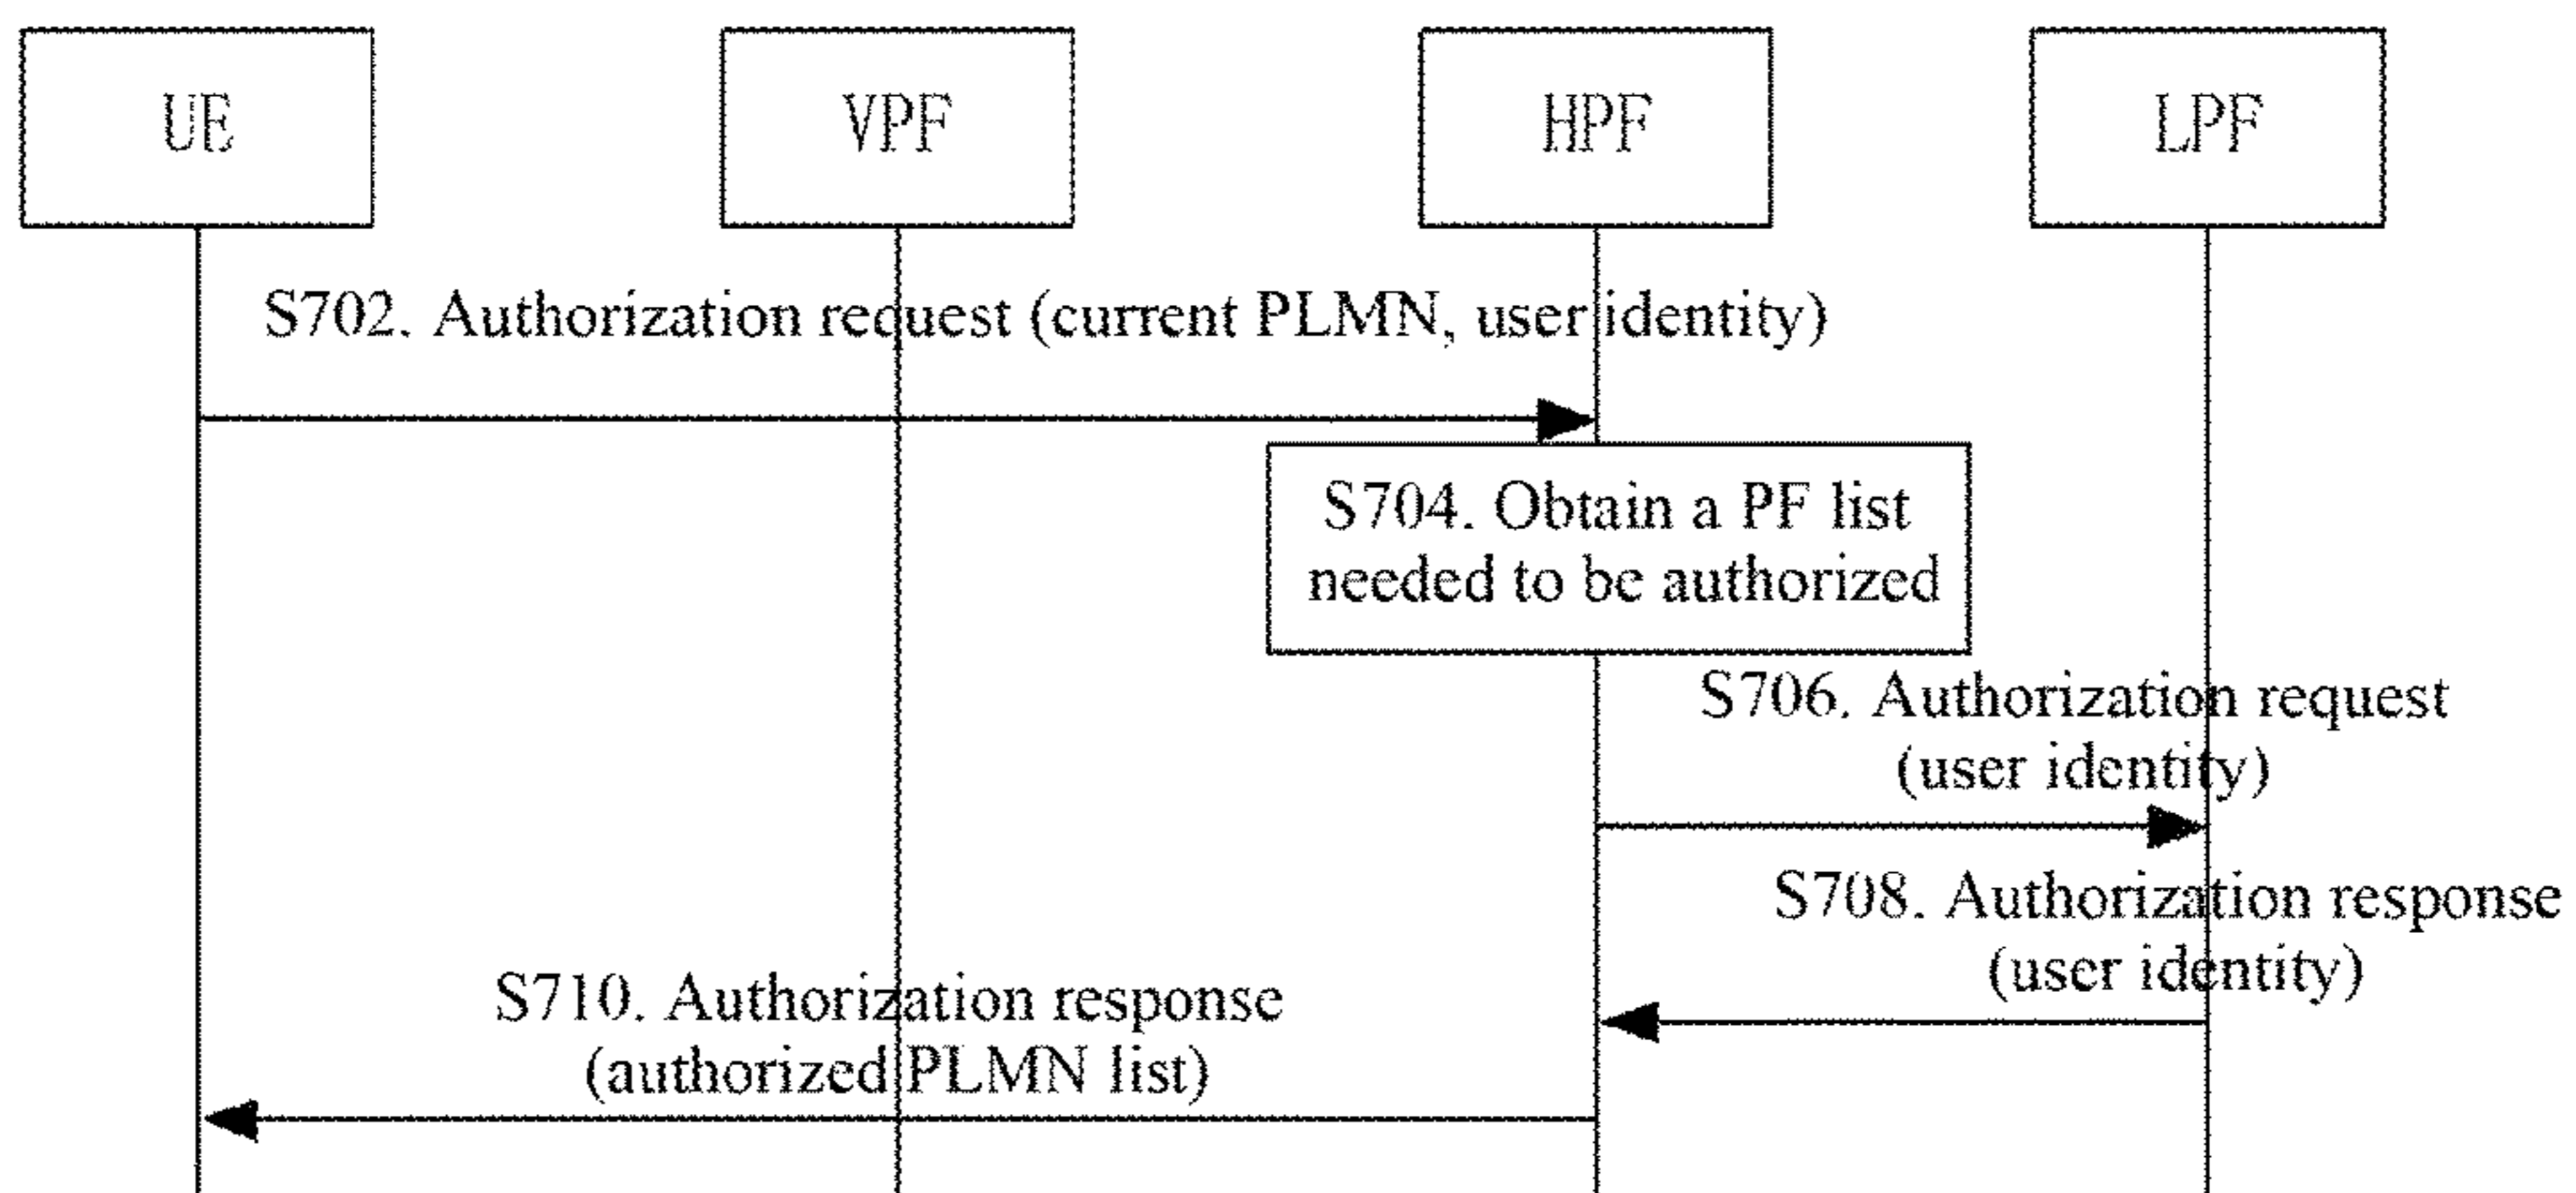 UE
VPF
HPF
LPF
S702. Authorization request (current PLMN, user identity)
S704. Obtain a PF list
needed to be authorized
S706. Authorization request
(user identity)
S708. Authorization response
(user identity)
S710. Authorization response
(authorized PLMN list)